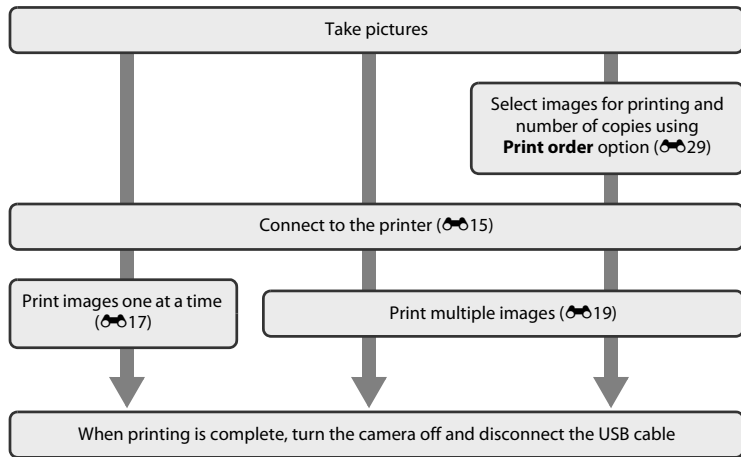 Take pictures
Select images for printing and
number of copies using
Print order option (29)
Connect to the printer (15)
Print images one at a time
(17)
Print multiple images (19)
When printing is complete, turn the camera off and disconnect the USB cable